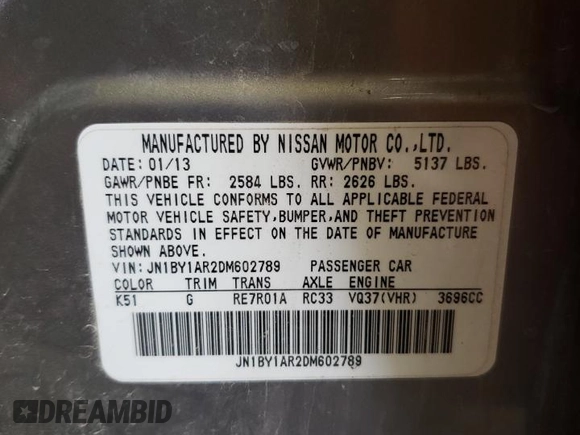 MANUFACTURED BY NISSAN MOTOR CO.,LTD.
DATE: 01/13 GVWR/PNBV: 5137 LBS.
GAWR/PNBE FR: 2584 LBS. RR: 2626 LBS.
THIS VEHICLE CONFORMS TO ALL APPLICABLE FEDERAL
MOTOR VEHICLE SAFETY,BUMPER,AND THEFT PREVENTION
STANDARDS IN EFFECT ON THE DATE OF MANUFACTURE
SHOWN ABOVE.
VIN: JN1BY1AR2DM602789 PASSENGER CAR
COLOR TRIM TRANS AXLE ENGINE
K51 G RE7R01A RC33 VQ37(VHR) 3696CC
JN1BY1AR2DM602789
DREAMBID